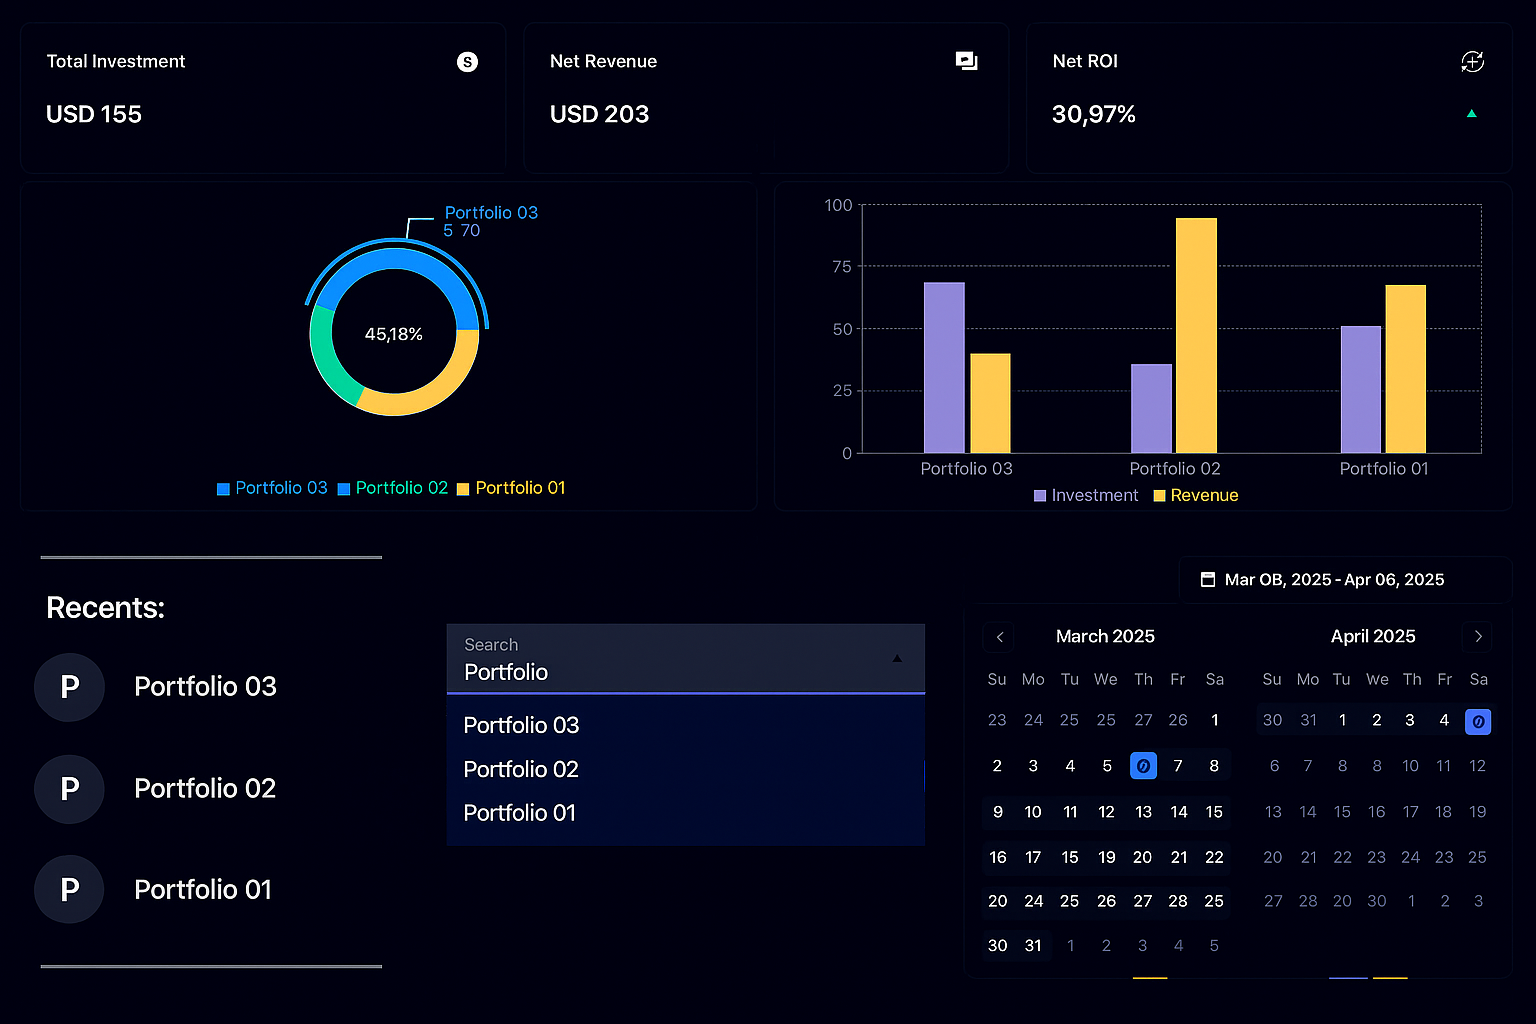 Total Investment
S
USD 155
Net Revenue
USD 203
Net ROI
30,97%
Portfolio 03
5 70
45,18%
Portfolio 03 Portfolio 02 Portfolio 01
100
75
50
25
0
Portfolio 03 Portfolio 02 Portfolio 01
Investment Revenue
Recents:
P Portfolio 03
P Portfolio 02
P Portfolio 01
Search
Portfolio
Portfolio 03
Portfolio 02
Portfolio 01
Mar OB, 2025 - Apr 06, 2025
March 2025
Su Mo Tu We Th Fr Sa
23 24 25 25 27 26 1
2 3 4 5 7 8
9 10 11 12 13 14 15
16 17 15 19 20 21 22
20 24 25 26 27 28 25
30 31 1 2 3 4 5
April 2025
Su Mo Tu We Th Fr Sa
30 31 1 2 3 4
6 7 8 8 10 11 12
13 14 15 16 17 18 19
20 21 22 23 24 23 25
27 28 20 30 1 2 3